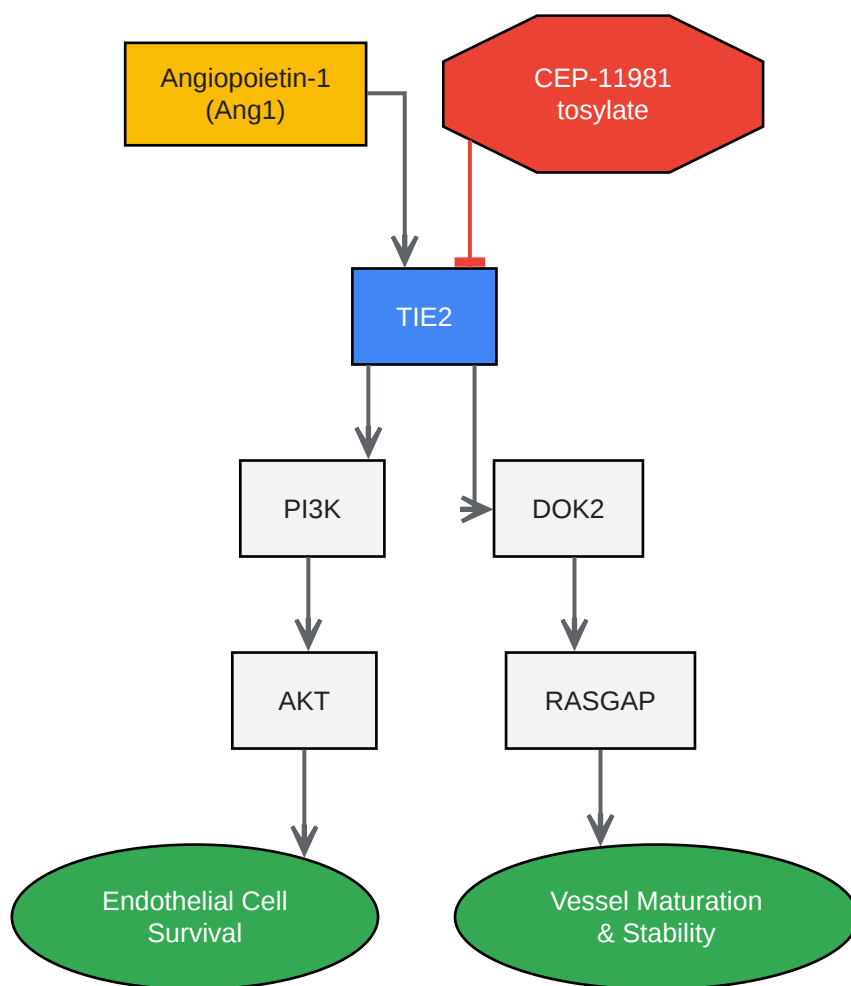 Angiopoietin-1
(Ang1)
CEP-11981
tosylate
TIE2
PI3K
DOK2
AKT
RASGAP
Endothelial Cell
Survival
Vessel Maturation
& Stability